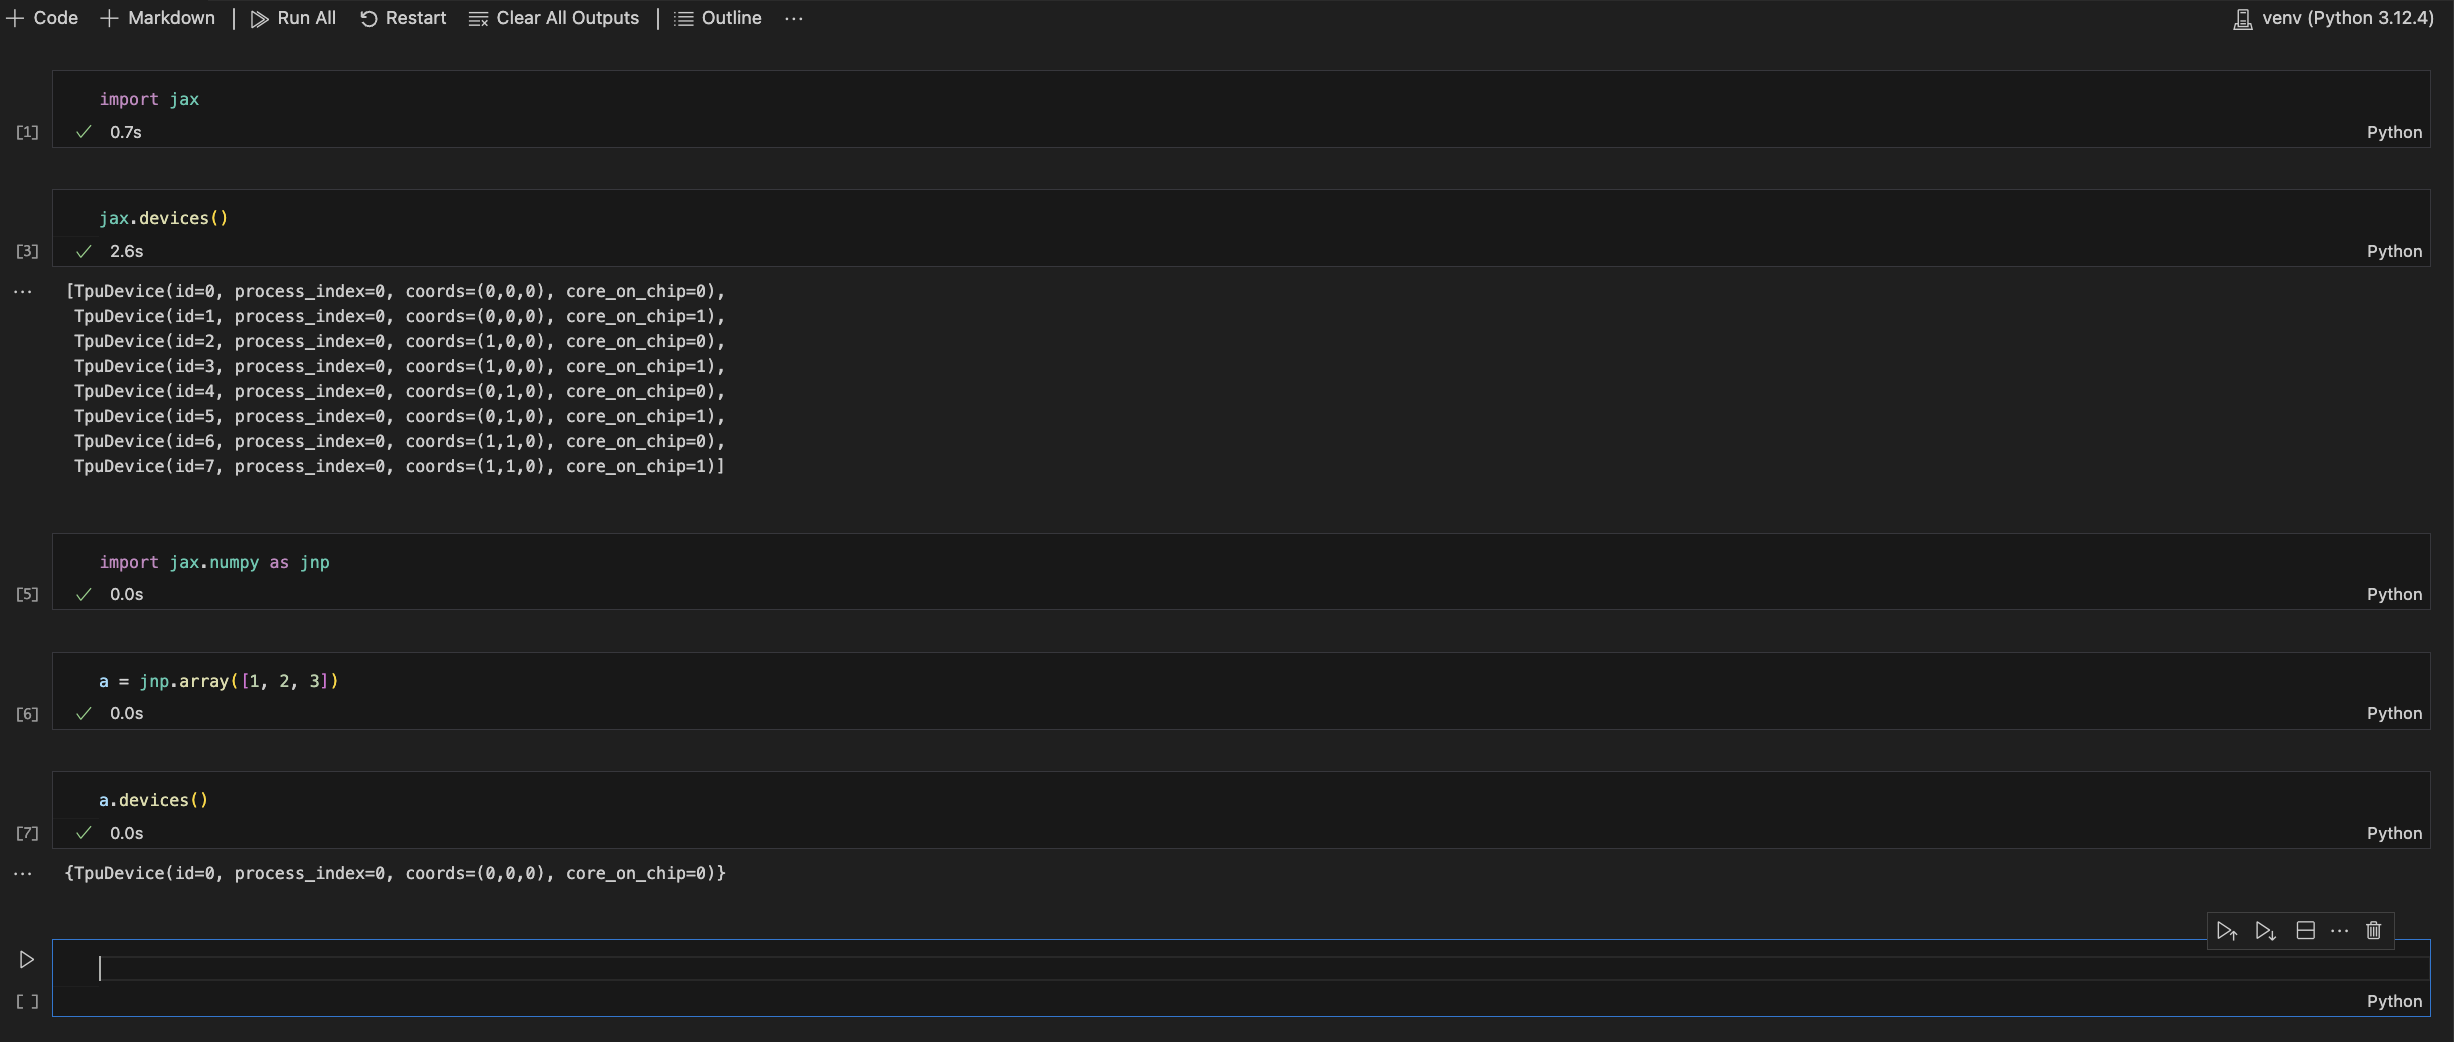 Code Markdown Run All Restart Clear All Outputs Outline ... venv (Python 3.12.4)
import jax
[1] 0.7s Python
jax.devices()
[3] 2.6s Python
... [TpuDevice(id=0, process_index=0, coords=(0,0,0), core_on_chip=0),
TpuDevice(id=1, process_index=0, coords=(0,0,0), core_on_chip=1),
TpuDevice(id=2, process_index=0, coords=(1,0,0), core_on_chip=0),
TpuDevice(id=3, process_index=0, coords=(1,0,0), core_on_chip=1),
TpuDevice(id=4, process_index=0, coords=(0,1,0), core_on_chip=0),
TpuDevice(id=5, process_index=0, coords=(0,1,0), core_on_chip=1),
TpuDevice(id=6, process_index=0, coords=(1,1,0), core_on_chip=0),
TpuDevice(id=7, process_index=0, coords=(1,1,0), core_on_chip=1)]
import jax.numpy as jnp
[5] 0.0s Python
a = jnp.array([1, 2, 3])
[6] 0.0s Python
a.devices()
[7] 0.0s Python
... {TpuDevice(id=0, process_index=0, coords=(0,0,0), core_on_chip=0)}
[ ] Python